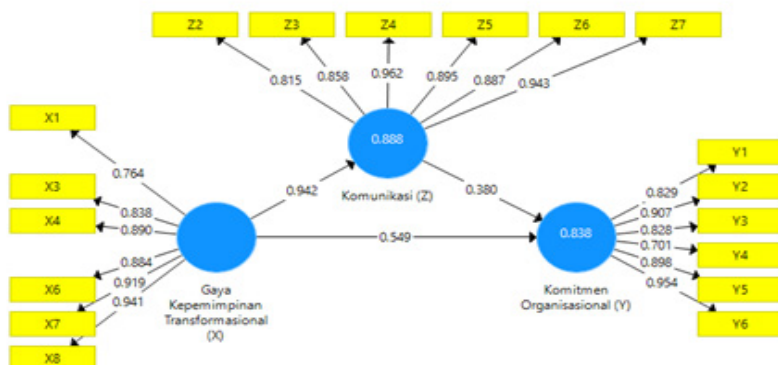 Z2 Z3 Z4 Z5 Z6 Z7
0.815 0.858 0.962 0.895 0.887 0.943
X1
0.764
X3
0.838
X4
0.890
X6
0.884
X7
0.919
X8
0.941
0.888
Komunikasi (Z)
0.942
0.380
0.549
Gaya
Kepemimpinan
Transformasional
(X)
0.838
Komitmen
Organisasional (Y)
Y1
0.829
Y2
0.907
Y3
0.828
Y4
0.701
Y5
0.898
Y6
0.954